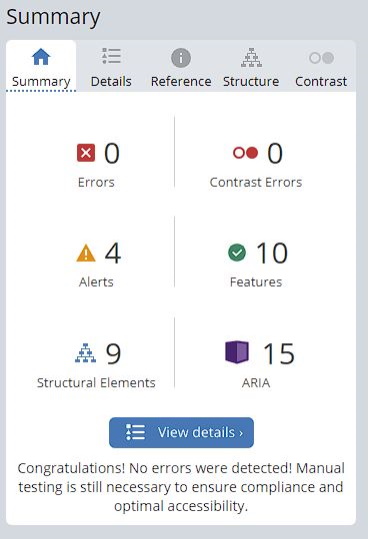 Summary
Summary Details Reference Structure Contrast
0 0
Errors Contrast Errors
4 10
Alerts Features
9 15
Structural Elements ARIA
View details ›
Congratulations! No errors were detected! Manual
testing is still necessary to ensure compliance and
optimal accessibility.